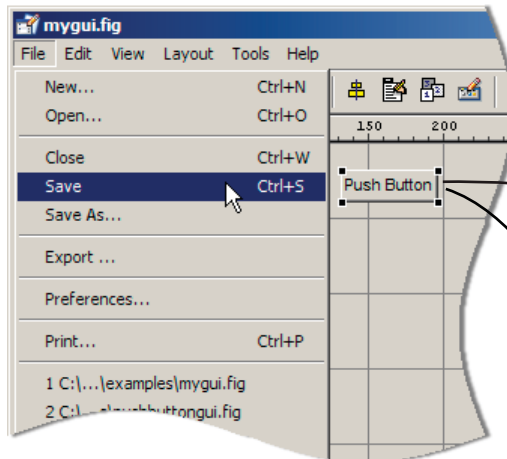 mygui.fig
File Edit View Layout Tools Help
New... Ctrl+N
Open... Ctrl+O
150 200
Close Ctrl+W
Save Ctrl+S
Push Button
Save As...
Export ...
Preferences...
Print... Ctrl+P
1 C:\...\examples\mygui.fig
2 C:\...